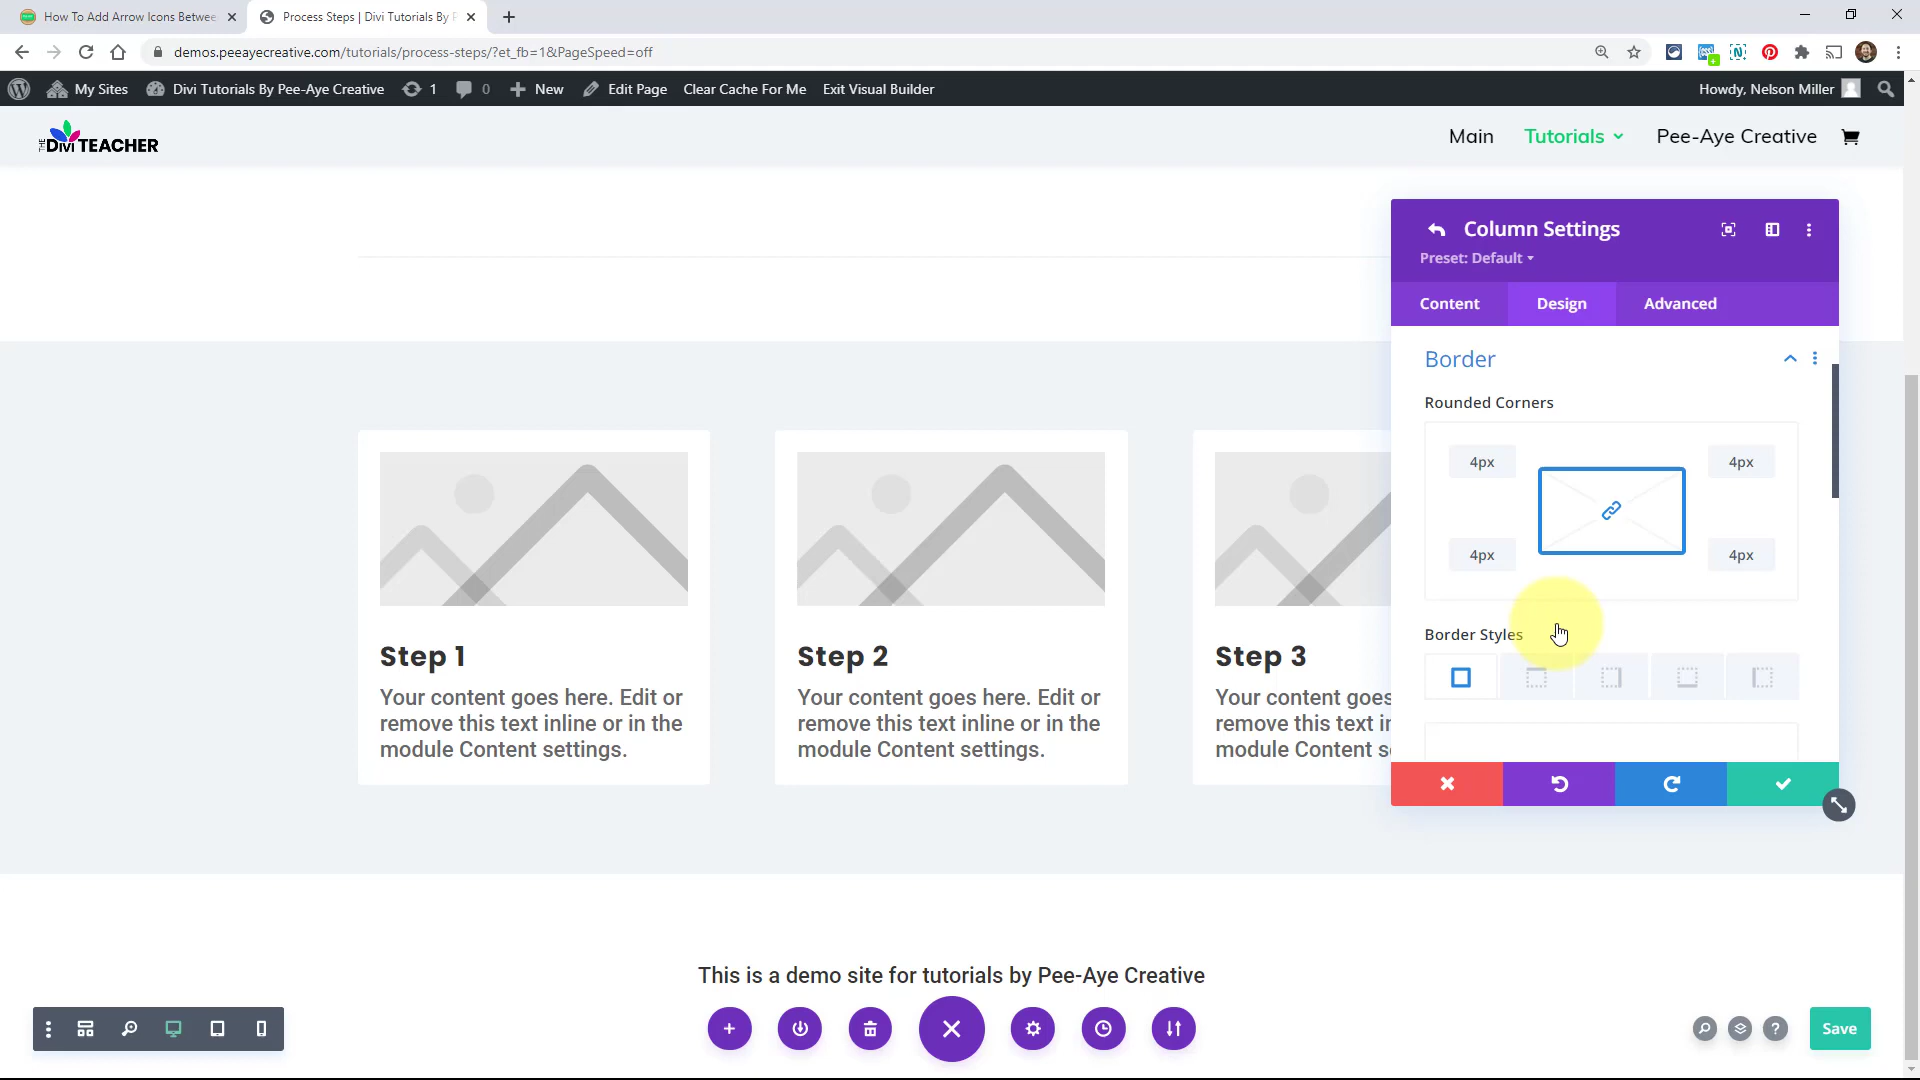 How To Add Arrow Icons Betwee
Process Steps | Divi Tutorials By P
demos.peeayecreative.com/tutorials/process-steps/?et_fb=1&PageSpeed=off
My Sites
Divi Tutorials By Pee-Aye Creative
1
0
New
Edit Page
Clear Cache For Me
Exit Visual Builder
Howdy, Nelson Miller
THE DIVI TEACHER
Main
Tutorials
Pee-Aye Creative
Column Settings
Preset: Default
Content
Design
Advanced
Border
Rounded Corners
4px
4px
4px
4px
Border Styles
Step 1
Your content goes here. Edit or
remove this text inline or in the
module Content settings.
Step 2
Your content goes here. Edit or
remove this text inline or in the
module Content settings.
Step 3
Your content goes
remove this text ir
module Content s
This is a demo site for tutorials by Pee-Aye Creative
Save